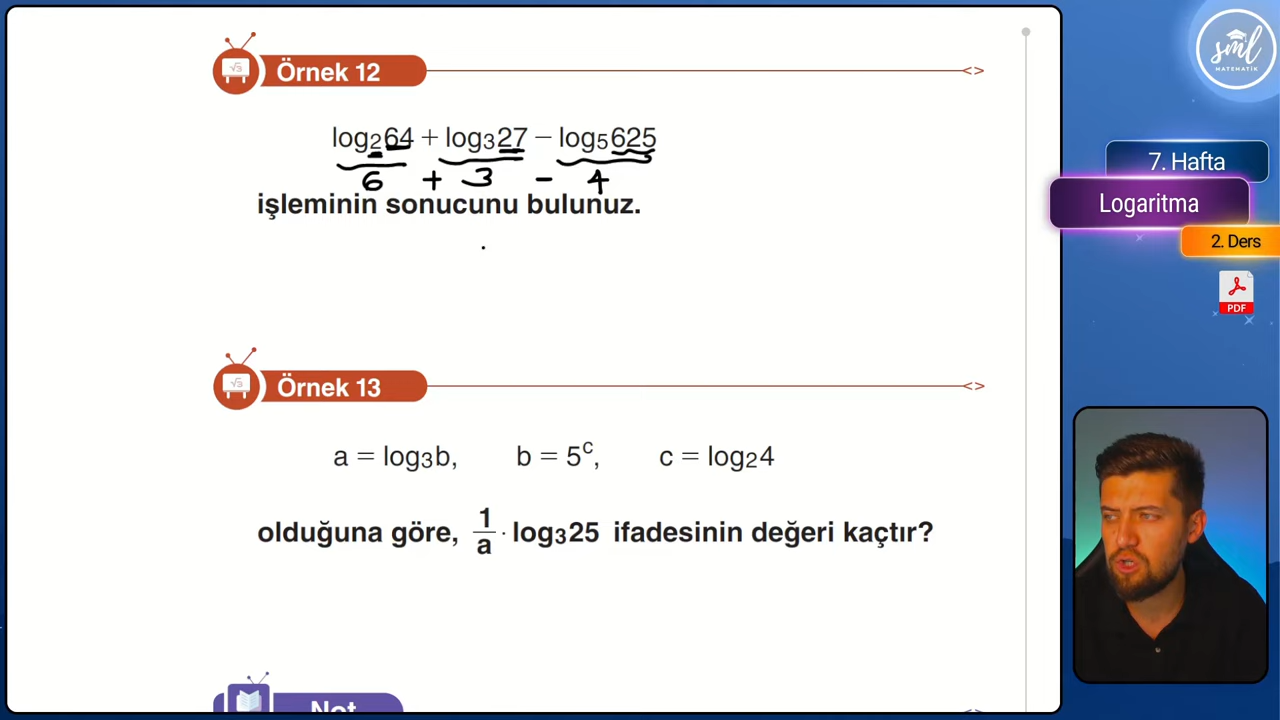 Örnek 12
log₂64 + log₃27 − log₅625
6 + 3 - 4
işleminin sonucunu bulunuz.
Örnek 13
a = log₃b, b = 5ᶜ, c = log₂4
olduğuna göre, 1/a · log₃25 ifadesinin değeri kaçtır?
Not
sml
MATEMATİK
7. Hafta
Logaritma
2. Ders
PDF